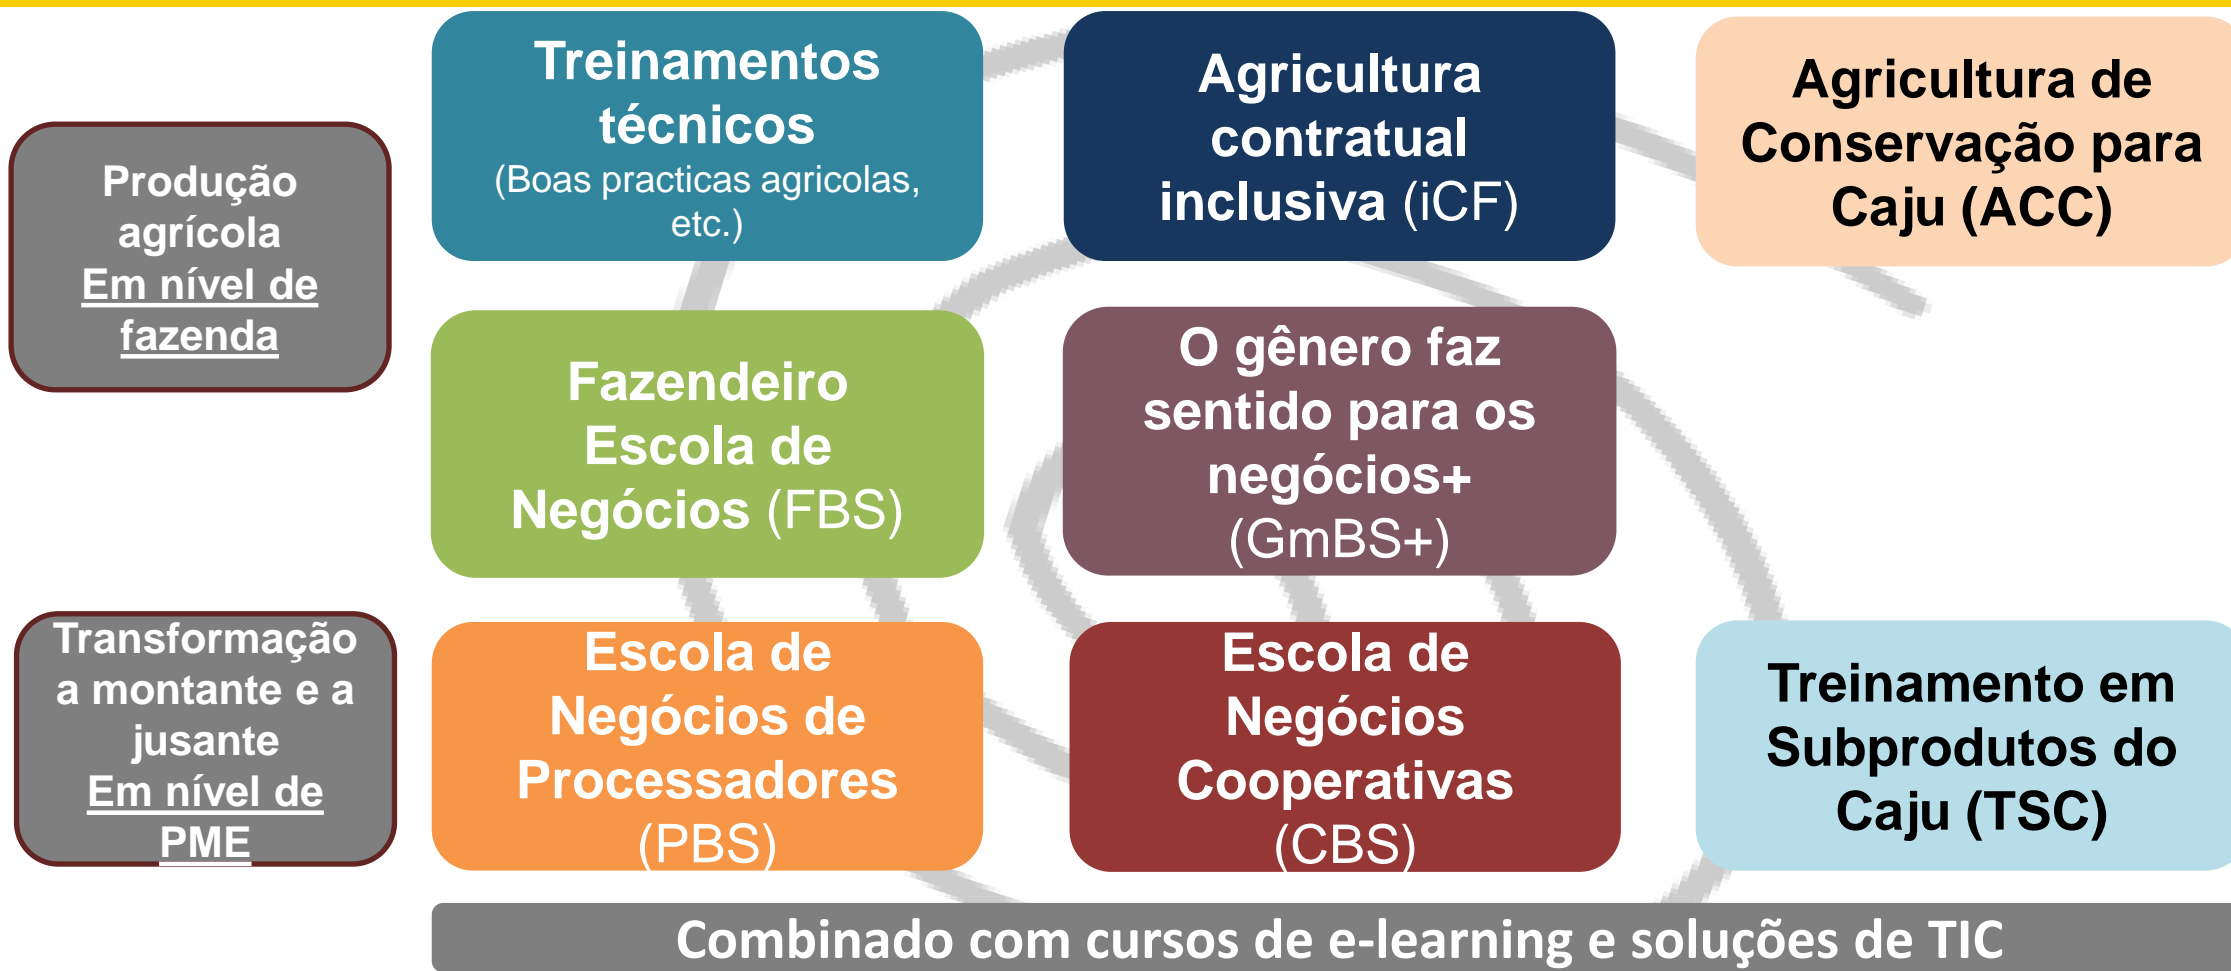 Produção
agrícola
Em nível de
fazenda
Treinamentos
técnicos
(Boas practicas agricolas,
etc.)
Agricultura
contratual
inclusiva (iCF)
Agricultura de
Conservação para
Caju (ACC)
Fazendeiro
Escola de
Negócios (FBS)
O gênero faz
sentido para os
negócios+
(GmBS+)
Transformação
a montante e a
jusante
Em nível de
PME
Escola de
Negócios de
Processadores
(PBS)
Escola de
Negócios
Cooperativas
(CBS)
Treinamento em
Subprodutos do
Caju (TSC)
Combinado com cursos de e-learning e soluções de TIC